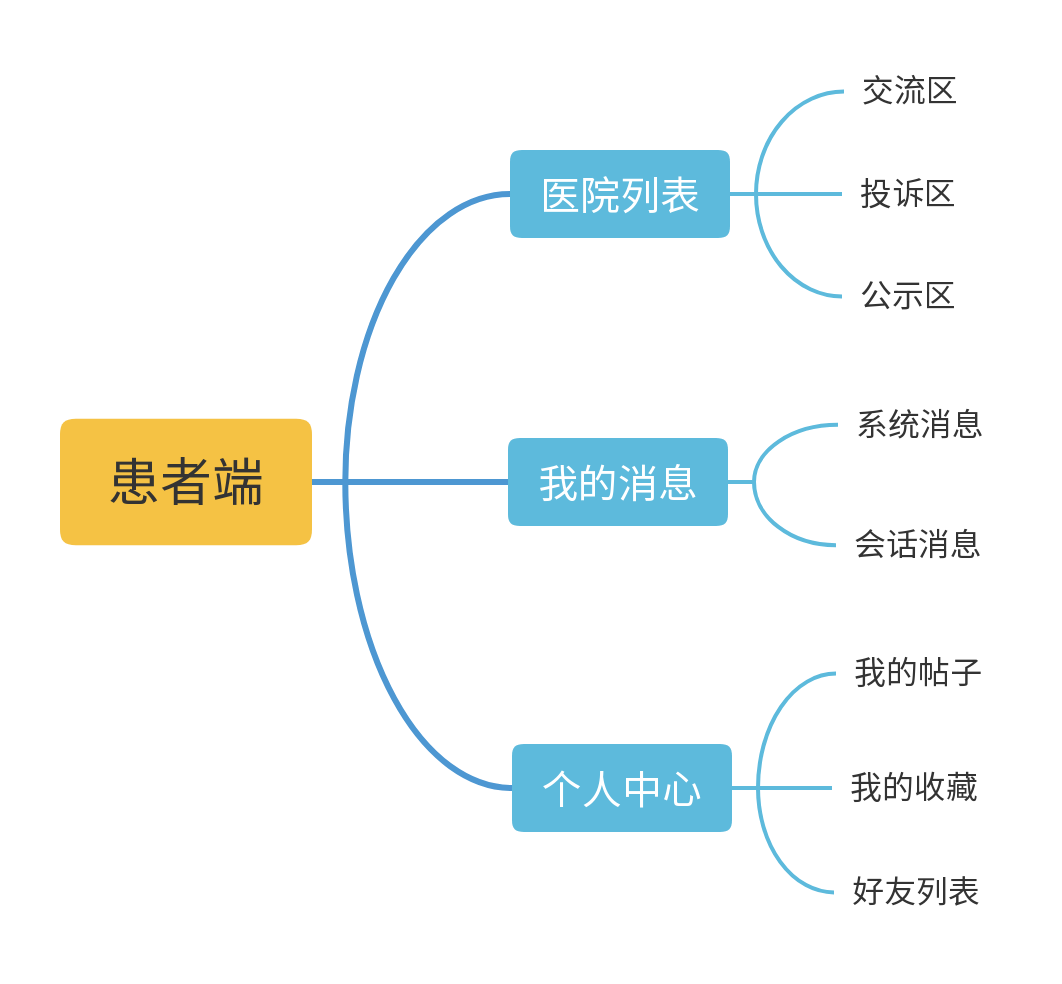 患者端
医院列表
交流区
投诉区
公示区
我的消息
系统消息
会话消息
个人中心
我的帖子
我的收藏
好友列表